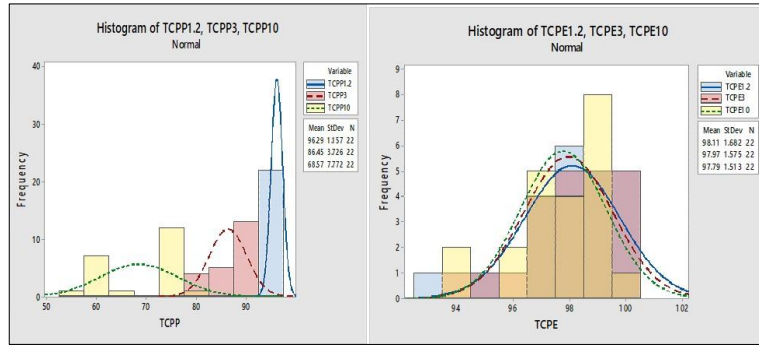 Histogram of TCPP1.2, TCPP3, TCPP10
Normal
40
30
20
10
0
Frequency
50 60 70 80 90
TCPP
Variable
TCPP1.2
TCPP3
TCPP10
Mean StDev N
96.29 1.157 22
86.45 3.726 22
68.57 7.772 22
Histogram of TCPE1.2, TCPE3, TCPE10
Normal
9
8
7
6
5
4
3
2
1
0
Frequency
94 96 98 100 102
TCPE
Variable
TCPE1.2
TCPE3
TCPE10
Mean StDev N
98.11 1.682 22
97.97 1.575 22
97.79 1.513 22